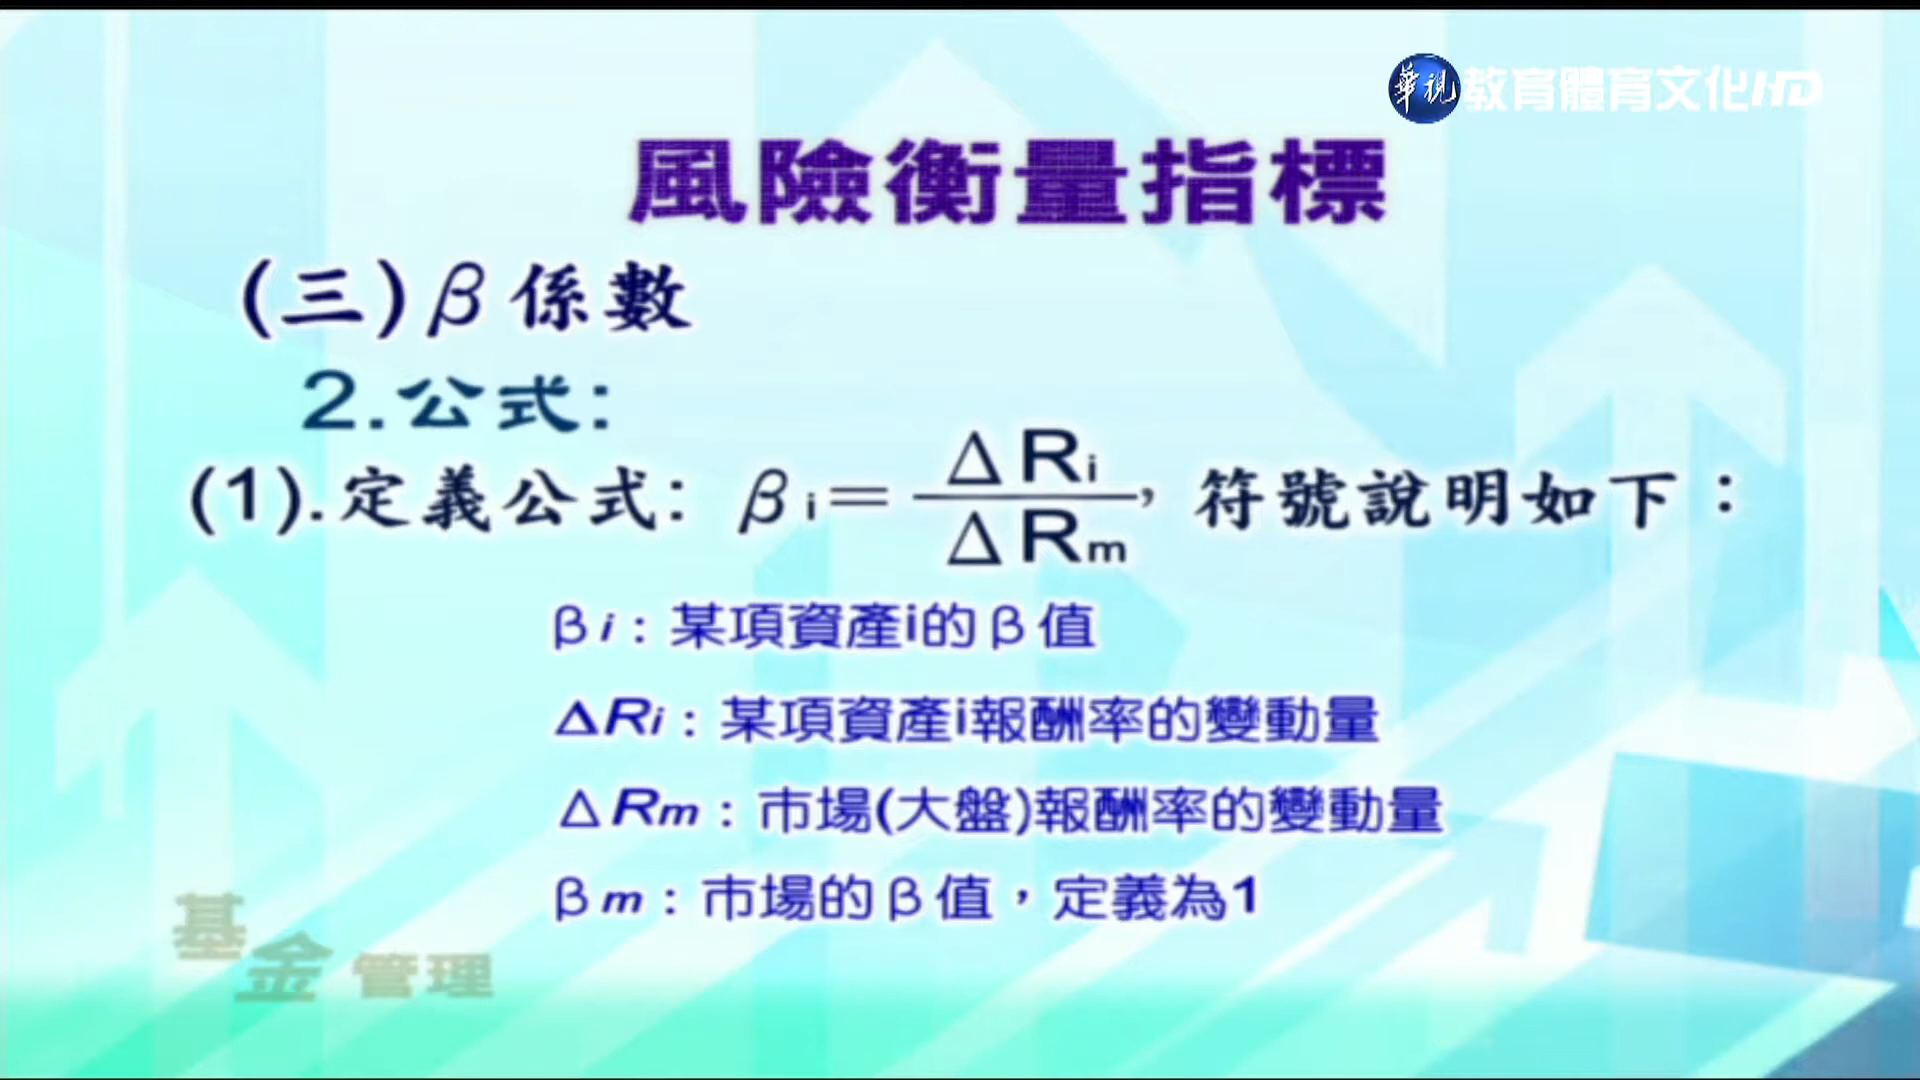 華視 教育體育文化HD
風險衡量指標
(三)β係數
2.公式:
(1).定義公式: βi=ΔRi/ΔRm, 符號說明如下：
βi：某項資產i的β值
ΔRi：某項資產i報酬率的變動量
ΔRm：市場(大盤)報酬率的變動量
βm：市場的β值，定義為1
基金管理